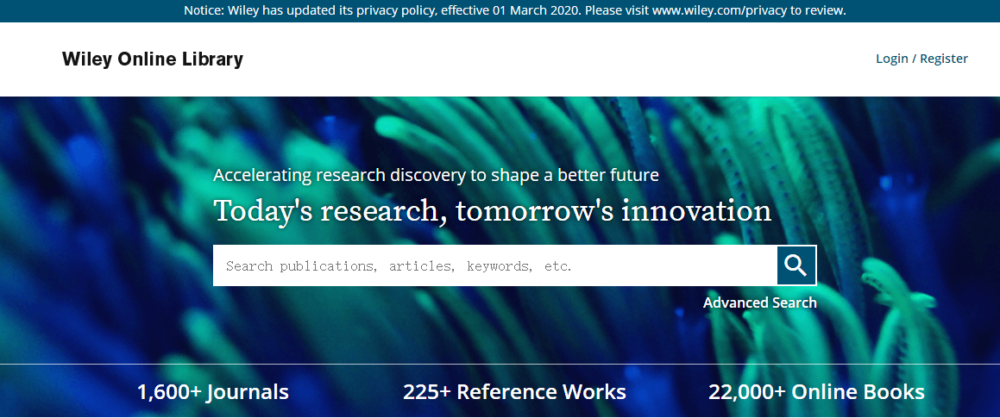 Notice: Wiley has updated its privacy policy, effective 01 March 2020. Please visit www.wiley.com/privacy to review.
Wiley Online Library
Login / Register
Accelerating research discovery to shape a better future
Today's research, tomorrow's innovation
Search publications, articles, keywords, etc.
Advanced Search
1,600+ Journals
225+ Reference Works
22,000+ Online Books